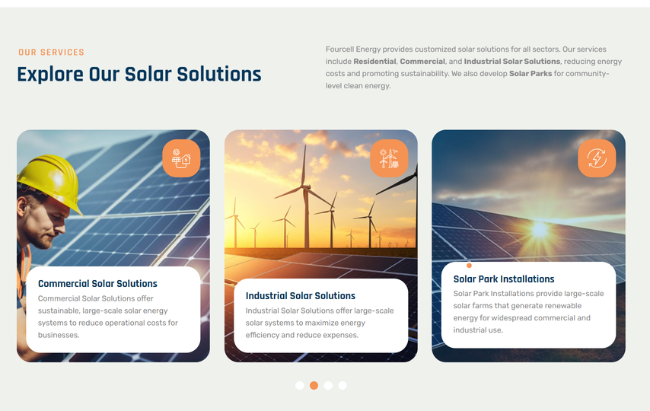 OUR SERVICES
Explore Our Solar Solutions
Fourcell Energy provides customized solar solutions for all sectors. Our services
include Residential, Commercial, and Industrial Solar Solutions, reducing energy
costs and promoting sustainability. We also develop Solar Parks for community-
level clean energy.
Commercial Solar Solutions
Commercial Solar Solutions offer
sustainable, large-scale solar energy
systems to reduce operational costs for
businesses.
Industrial Solar Solutions
Industrial Solar Solutions offer large-scale
solar systems to maximize energy
efficiency and reduce expenses.
Solar Park Installations
Solar Park Installations provide large-scale
solar farms that generate renewable
energy for widespread commercial and
industrial use.